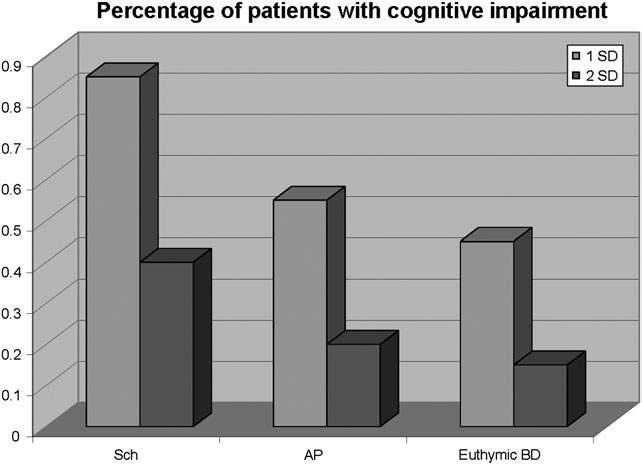 Percentage of patients with cognitive impairment
1 SD
2 SD
0.9
0.8
0.7
0.6
0.5
0.4
0.3
0.2
0.1
0
Sch AP Euthymic BD